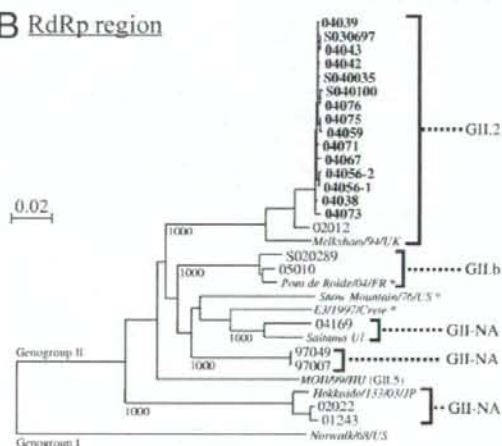 B RdRp region
04039
S030697
04043
04042
S040035
S040100
04076
04075
04059
04071
04067
04056-2
04056-1
04038
04073
02012
Melksham/94/UK
GII.2
0.02
1000
S020289
05010
Pont de Roide/04/FR *
GII.b
1000
Snow Mountain/76/US *
E3/1997/Crete *
04169
Saitama U1
GII-NA
1000
97049
97007
GII-NA
1000
MOH/99/HU (GII.5)
Genogroup II
Hokkaido/133/03/JP
02022
01243
GII-NA
1000
Genogroup I
Norwalk/68/US